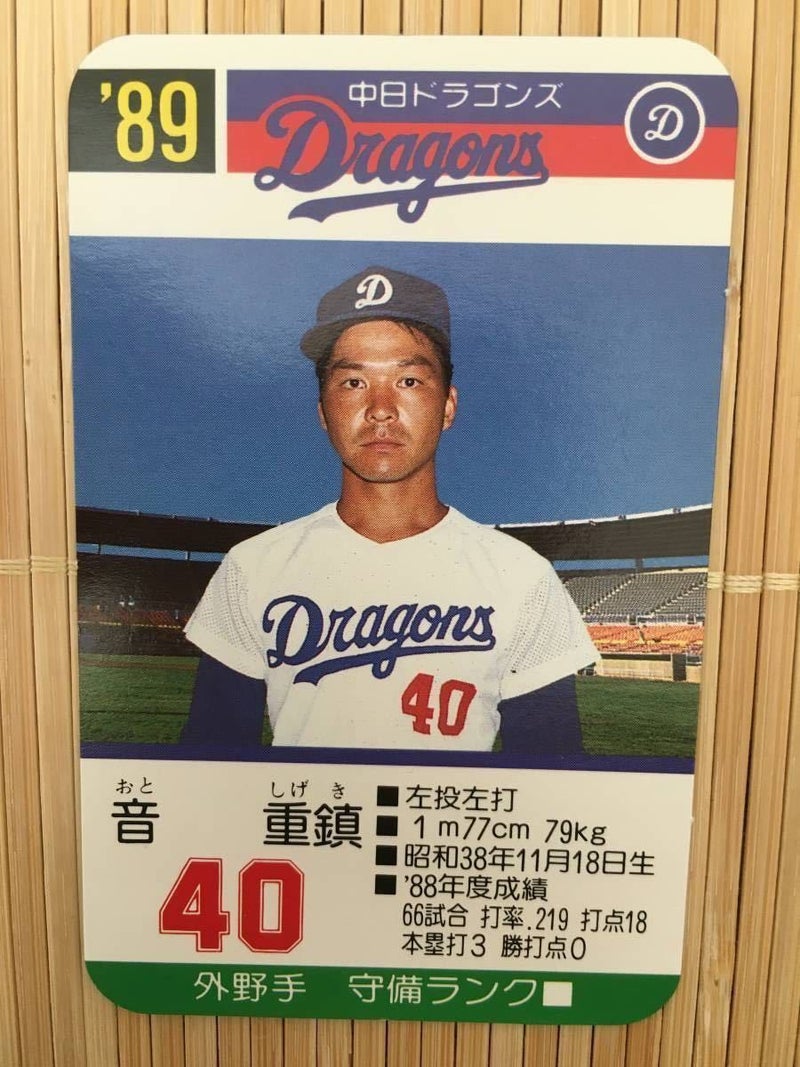 '89
中日ドラゴンズ
Dragons
D
D
Dragons
40
おと しげ き
音 重鎮
40
■左投左打
■1m77cm 79kg
■昭和38年11月18日生
■'88年度成績
66試合 打率.219 打点18
本塁打3 勝打点0
外野手 守備ランク□